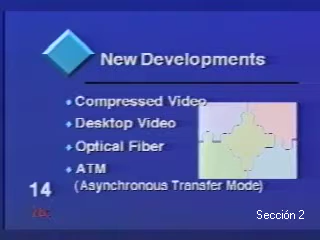 New Developments
Compressed Video
Desktop Video
Optical Fiber
ATM
(Asynchronous Transfer Mode)
14
Sección 2